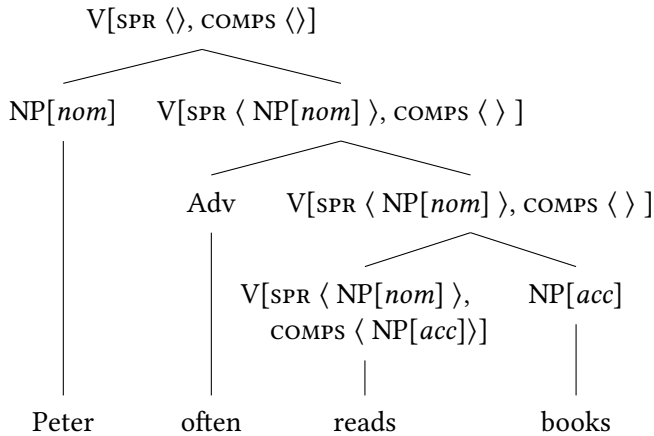 V[SPR ⟨⟩, COMPS ⟨⟩]
NP[nom] V[SPR ⟨ NP[nom] ⟩, COMPS ⟨ ⟩ ]
Adv V[SPR ⟨ NP[nom] ⟩, COMPS ⟨ ⟩ ]
V[SPR ⟨ NP[nom] ⟩, NP[acc]
COMPS ⟨ NP[acc]⟩]
Peter often reads books